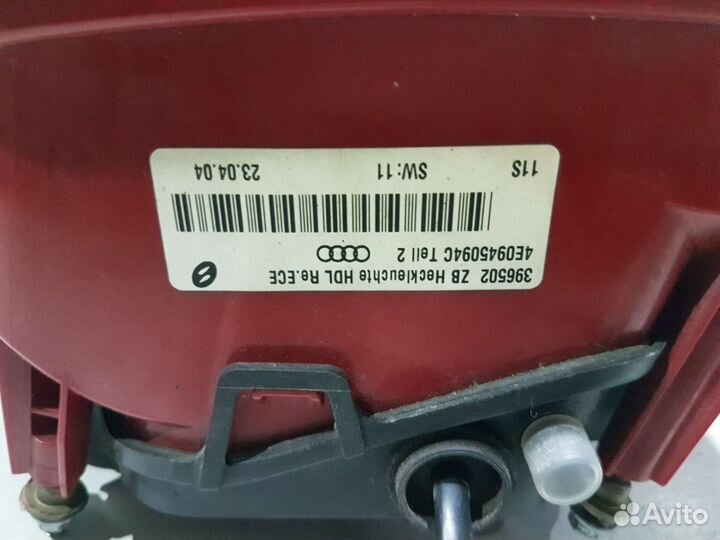 396502 ZB Heckleuchte HDL Re.ECE
4E0945094C Teil 2
11S SW:11 23.04.04
Avito